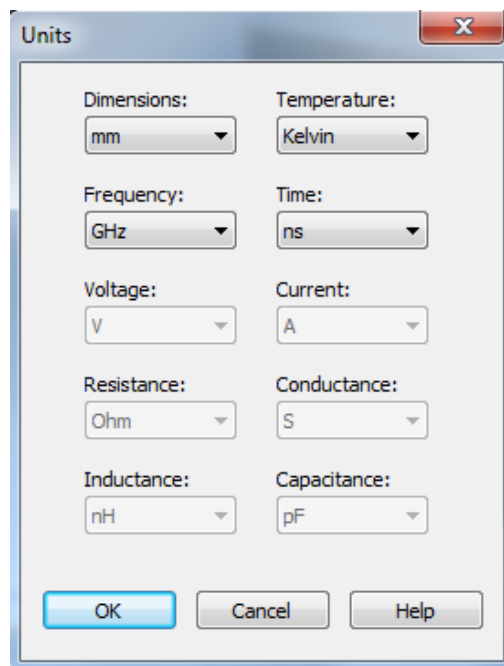 Units
Dimensions: Temperature:
mm Kelvin
Frequency: Time:
GHz ns
Voltage: Current:
V A
Resistance: Conductance:
Ohm S
Inductance: Capacitance:
nH pF
OK Cancel Help